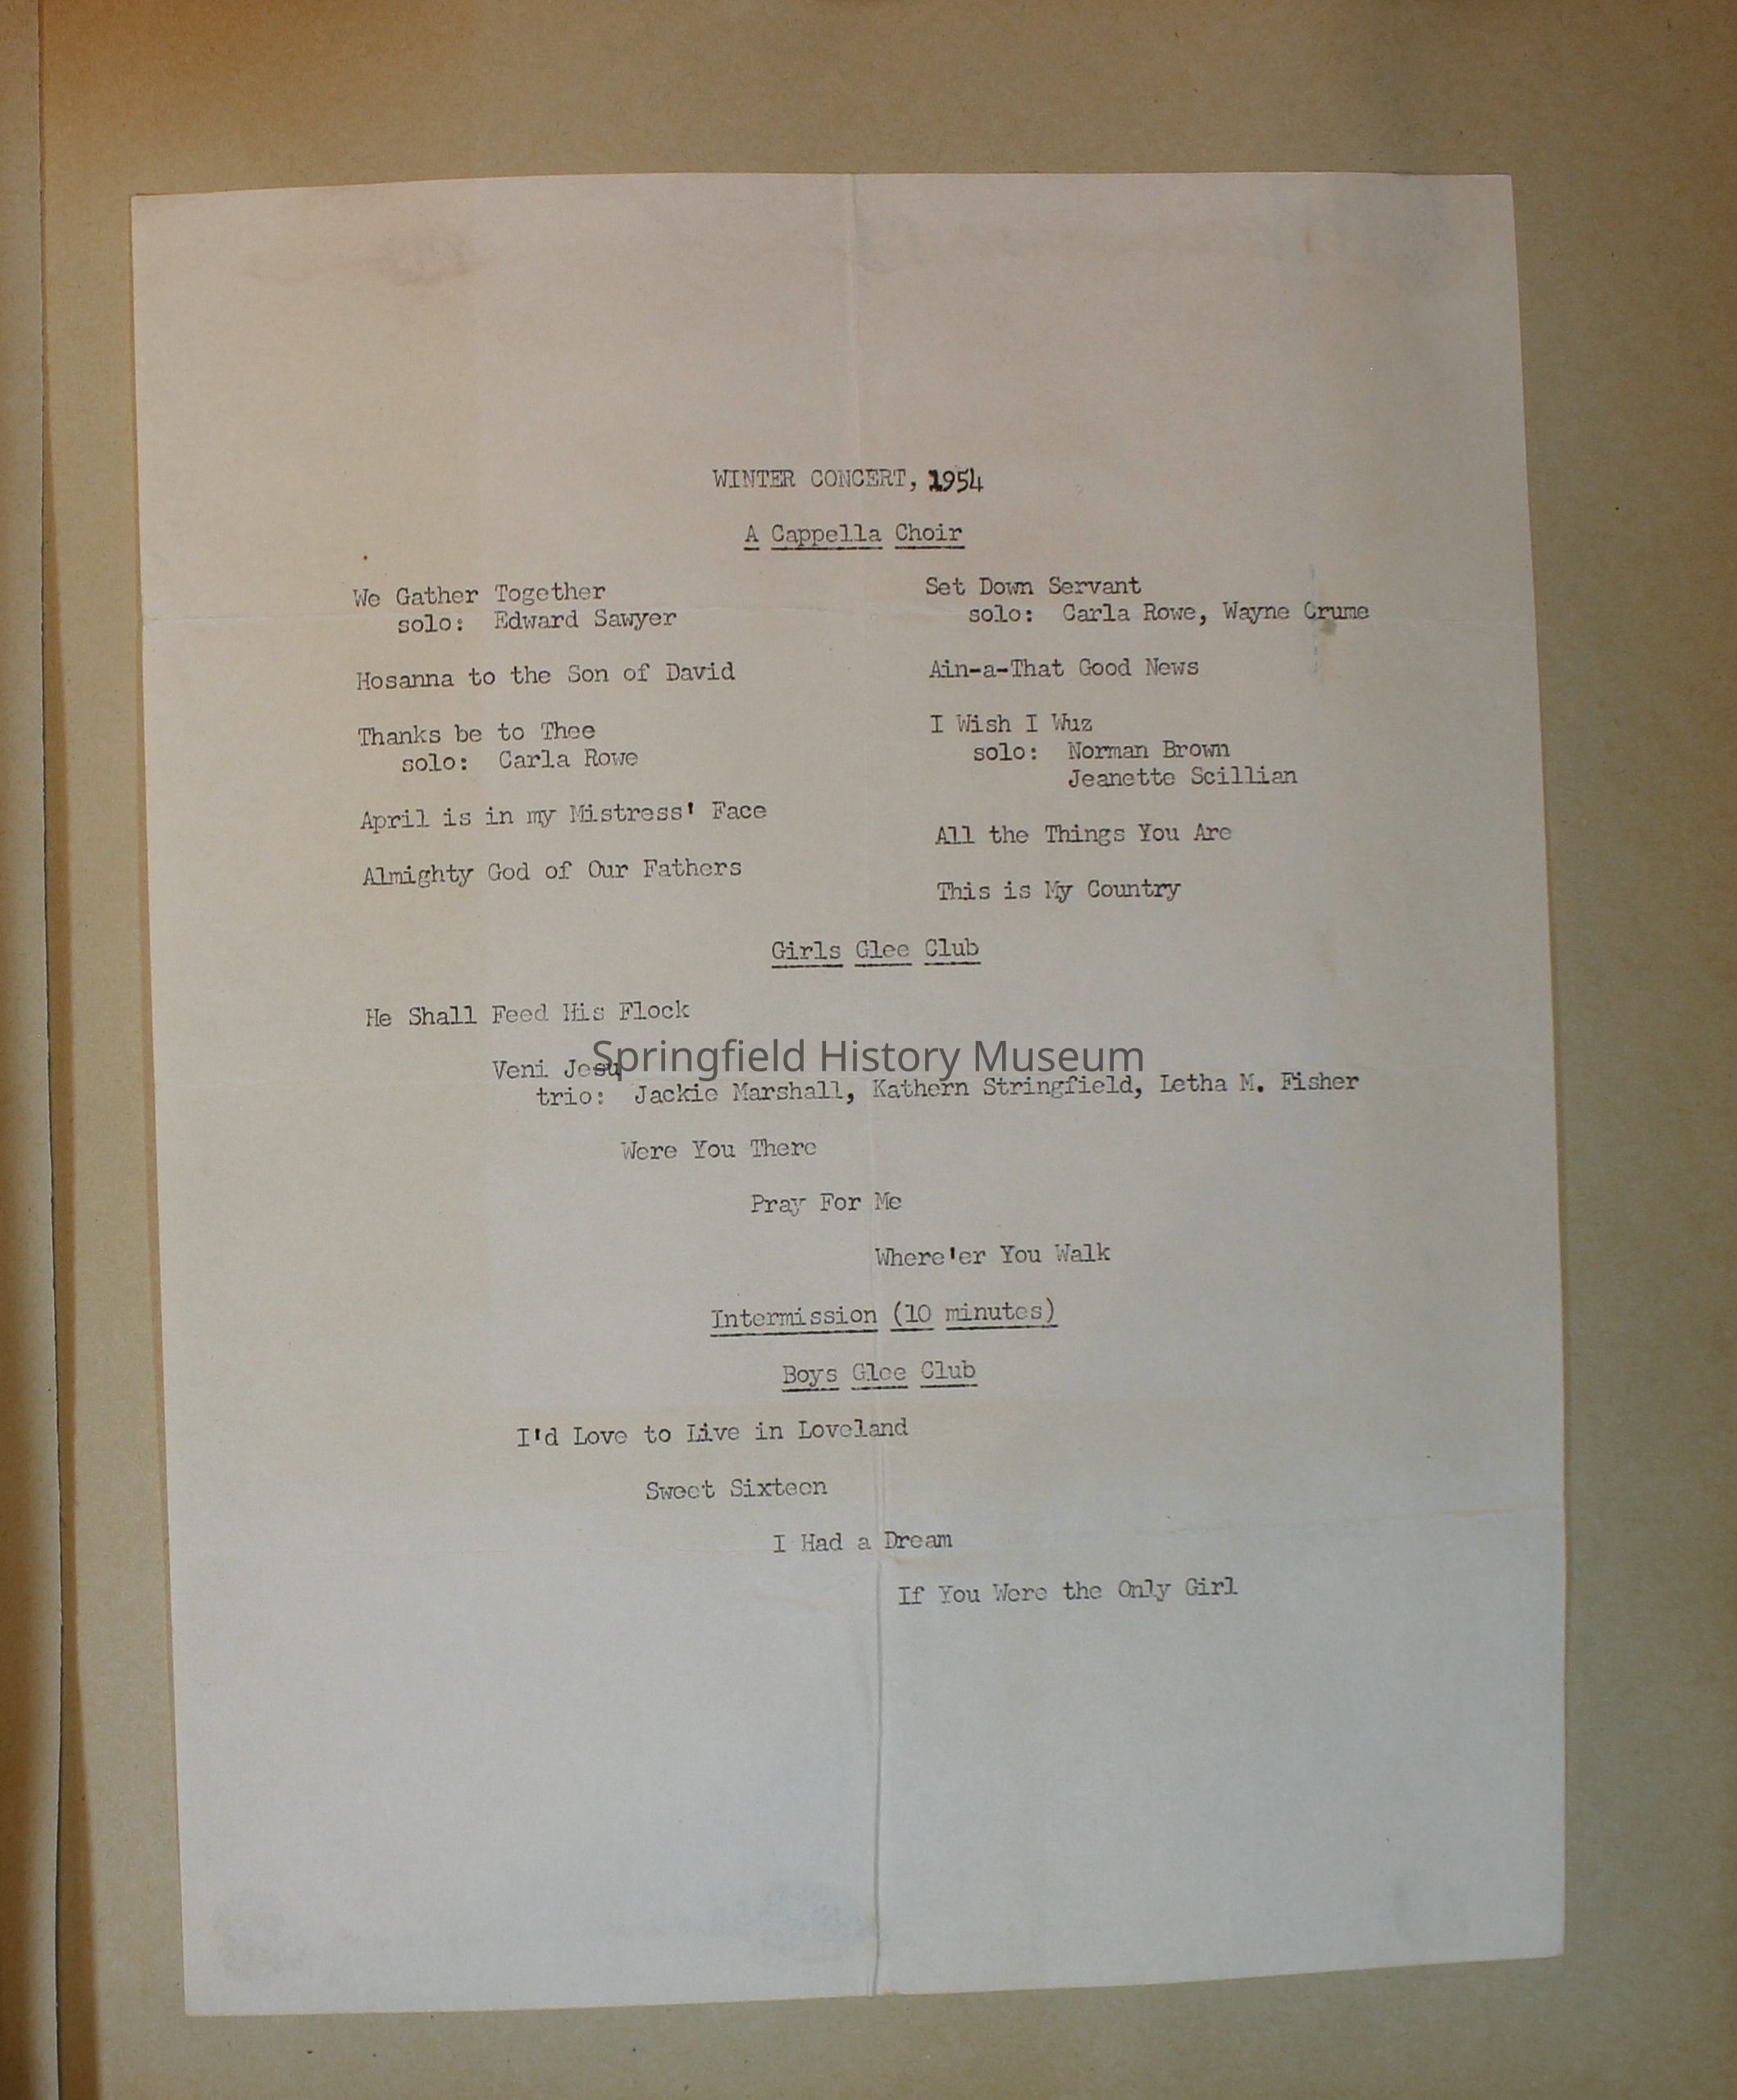 WINTER CONCERT, 1954
A Cappella Choir
We Gather Together
solo: Edward Sawyer
Hosanna to the Son of David
Thanks be to Thee
solo: Carla Rowe
April is in my Mistress' Face
Almighty God of Our Fathers
Set Down Servant
solo: Carla Rowe, Wayne Crume
Ain-a-That Good News
I Wish I Wuz
solo: Norman Brown
Jeanette Scillian
All the Things You Are
This is My Country
Girls Glee Club
He Shall Feed His Flock
Springfield History Museum
Veni Jesu
trio: Jackie Marshall, Kathern Stringfield, Letha M. Fisher
Were You There
Pray For Me
Where'er You Walk
Intermission (10 minutes)
Boys Glee Club
I'd Love to Live in Loveland
Sweet Sixteen
I Had a Dream
If You Were the Only Girl